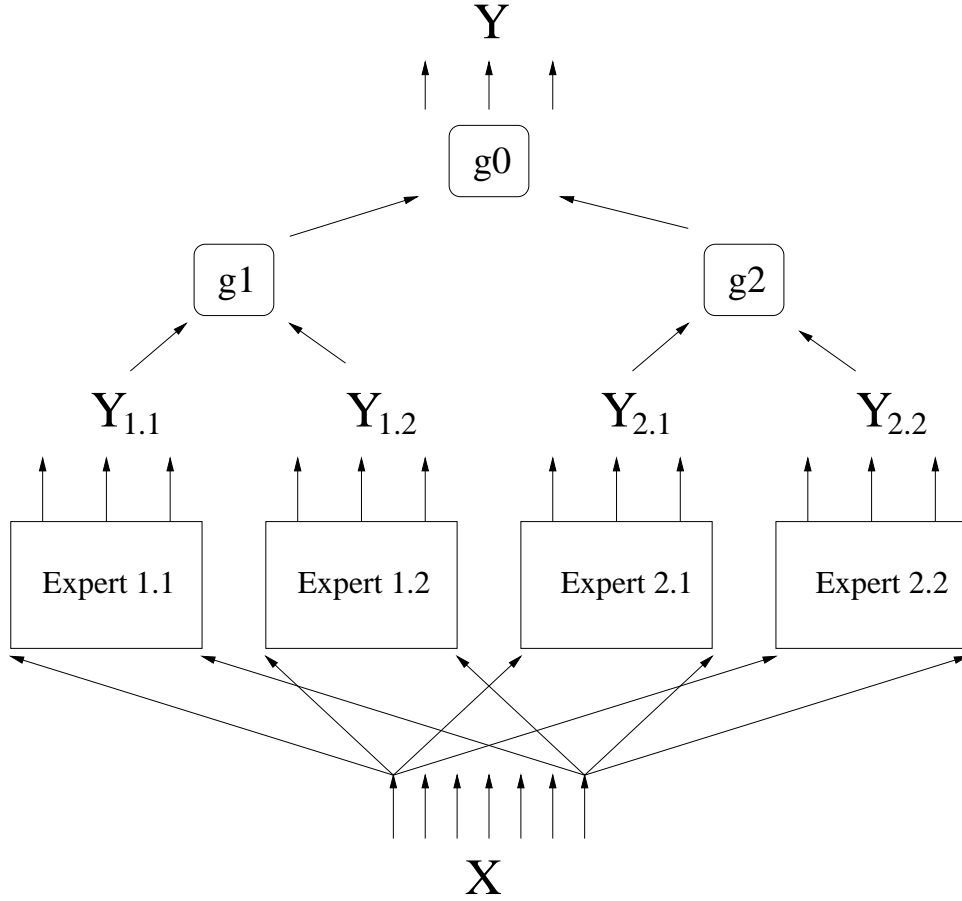 Y
g0
g1 g2
Y1.1 Y1.2 Y2.1 Y2.2
Expert 1.1 Expert 1.2 Expert 2.1 Expert 2.2
X